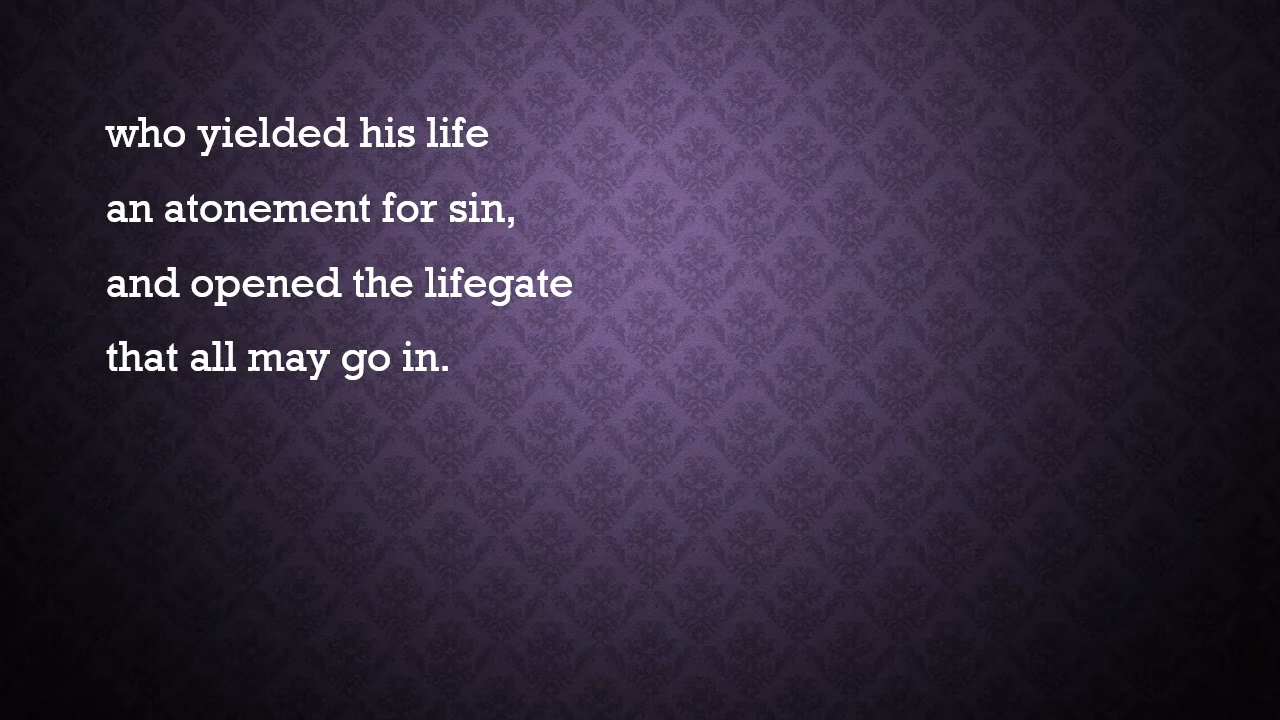 who yielded his life
an atonement for sin,
and opened the lifegate
that all may go in.